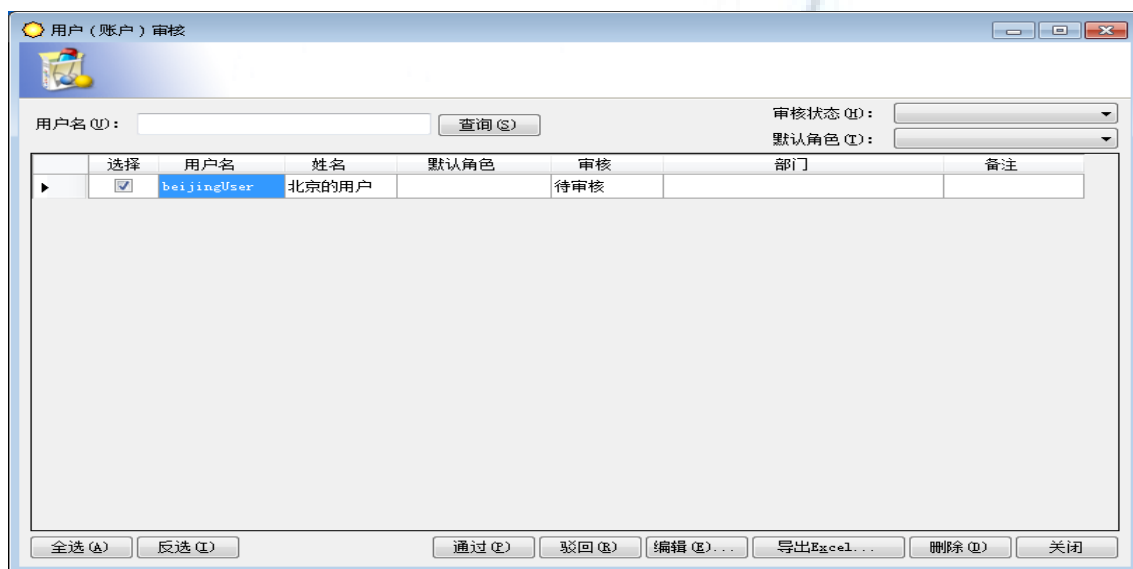 用户(账户)审核
用户名(U): 查询(S) 审核状态(H):
默认角色(T):
选择 用户名 姓名 默认角色 审核 部门 备注
beijingUser 北京的用户 待审核
全选(A) 反选(I) 通过(P) 驳回(R) 编辑(E)... 导出Excel... 删除(D) 关闭